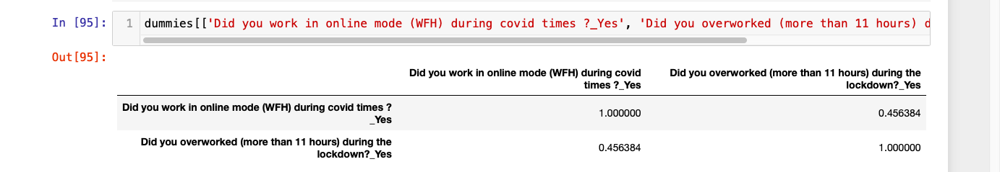 In [95]: 1 dummies[['Did you work in online mode (WFH) during covid times ?_Yes', 'Did you overworked (more than 11 hours) d
Out[95]:
Did you work in online mode (WFH) during covid Did you overworked (more than 11 hours) during the
times ?_Yes lockdown?_Yes
Did you work in online mode (WFH) during covid times ?
1.000000 0.456384
_Yes
Did you overworked (more than 11 hours) during the
0.456384 1.000000
lockdown?_Yes